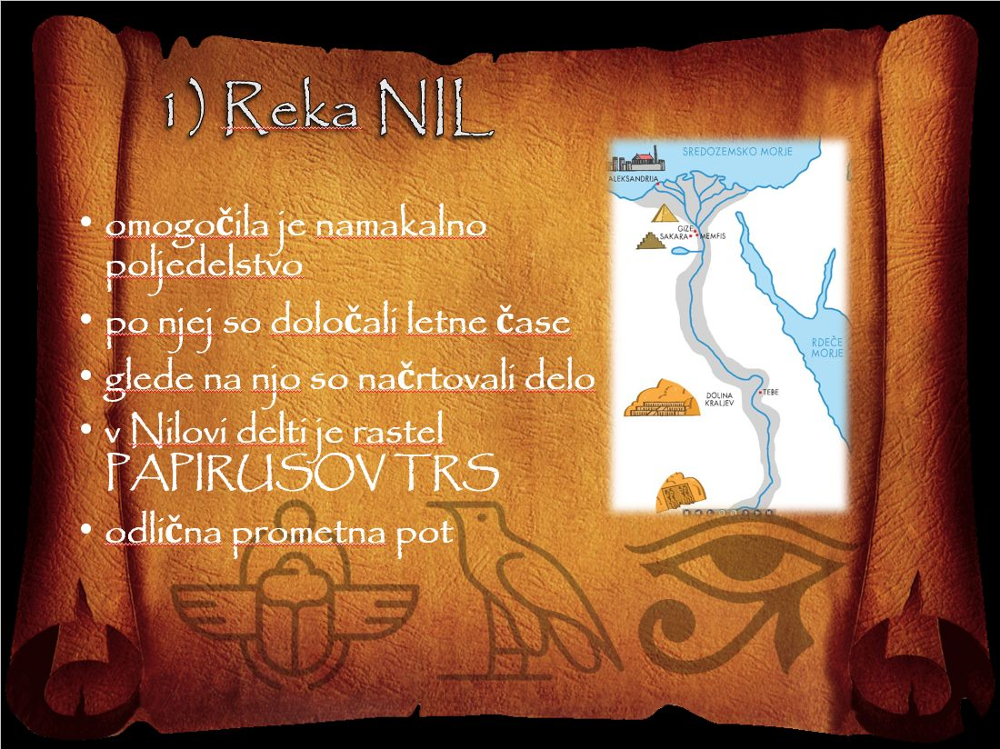 1) Reka NIL
• omogočila je namakalno
poljedelstvo
• po njej so določali letne čase
• glede na njo so načrtovali delo
• v Nilovi delti je rastel
PAPIRUSOV TRS
• odlična prometna pot
SREDOZEMSKO MORJE
ALEKSANDRIJA
GIZE
SAKARA
MEMFIS
RDEČE
MORJE
DOLINA
KRALJEV
TEBE